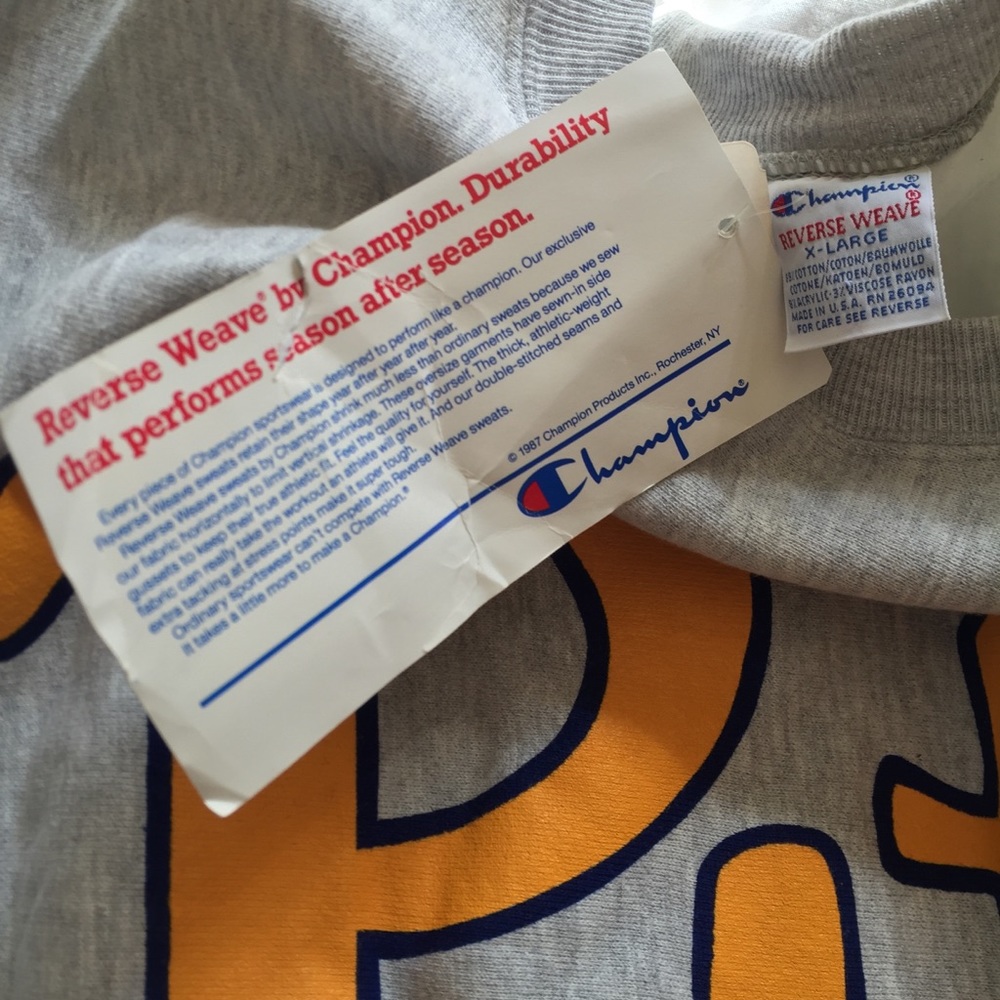 Reverse Weave® by Champion. Durability
that performs season after season.
Every piece of Champion sportswear is designed to perform like a champion. Our exclusive
Reverse Weave sweats retain their shape year after year.
Reverse Weave sweats by Champion shrink much less than ordinary sweats because we sew
our fabric horizontally to limit vertical shrinkage. These oversize garments have sewn-in side
gussets to keep their true athletic fit. Feel the quality for yourself. The thick, athletic-weight
fabric can really take the workout an athlete will give it. And our double-stitched seams and
extra tacking at stress points make it super tough.
Ordinary sportswear can't compete with Reverse Weave sweats.
It takes a little more to make a Champion.®
© 1987 Champion Products Inc., Rochester, NY
Champion®
Champion®
REVERSE WEAVE®
X-LARGE
COTTON/COTON/BAUMWOLLE
COTONE/KATOEN/BOMULD
ACRYLIC·3%VISCOSE RAYON
MADE IN U.S.A. RN 26094
FOR CARE SEE REVERSE
Pit